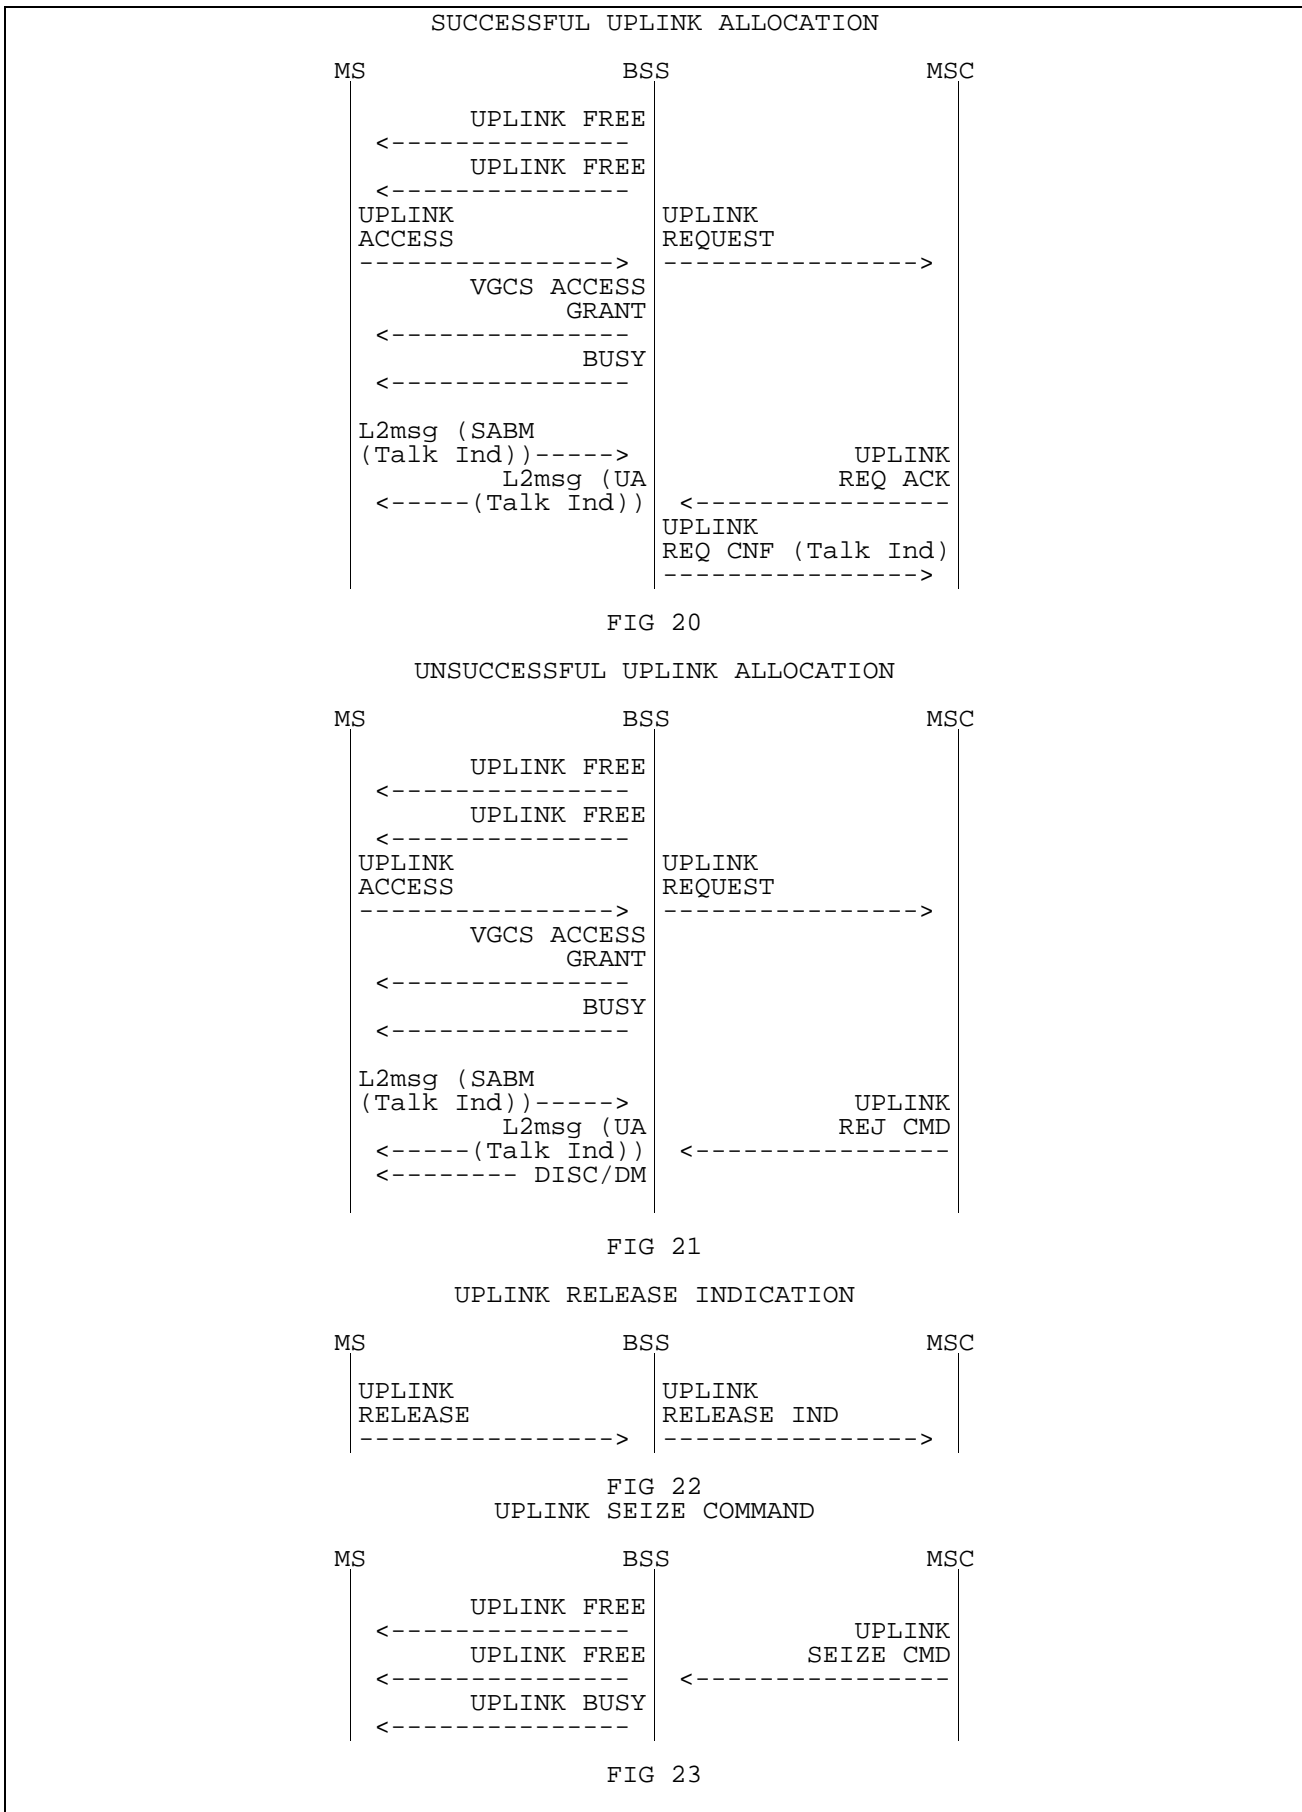 SUCCESSFUL UPLINK ALLOCATION
MS BSS MSC
UPLINK FREE
<---------------
UPLINK FREE
<---------------
UPLINK UPLINK
ACCESS REQUEST
----------------> ---------------->
VGCS ACCESS
GRANT
<---------------
BUSY
<---------------
L2msg (SABM
(Talk Ind))-----> UPLINK
L2msg (UA REQ ACK
<-----(Talk Ind)) <----------------
UPLINK
REQ CNF (Talk Ind)
---------------->
FIG 20
UNSUCCESSFUL UPLINK ALLOCATION
MS BSS MSC
UPLINK FREE
<---------------
UPLINK FREE
<---------------
UPLINK UPLINK
ACCESS REQUEST
----------------> ---------------->
VGCS ACCESS
GRANT
<---------------
BUSY
<---------------
L2msg (SABM
(Talk Ind))-----> UPLINK
L2msg (UA REJ CMD
<-----(Talk Ind)) <----------------
<-------- DISC/DM
FIG 21
UPLINK RELEASE INDICATION
MS BSS MSC
UPLINK UPLINK
RELEASE RELEASE IND
----------------> ---------------->
FIG 22
UPLINK SEIZE COMMAND
MS BSS MSC
UPLINK FREE
<--------------- UPLINK
UPLINK FREE SEIZE CMD
<--------------- <----------------
UPLINK BUSY
<---------------
FIG 23